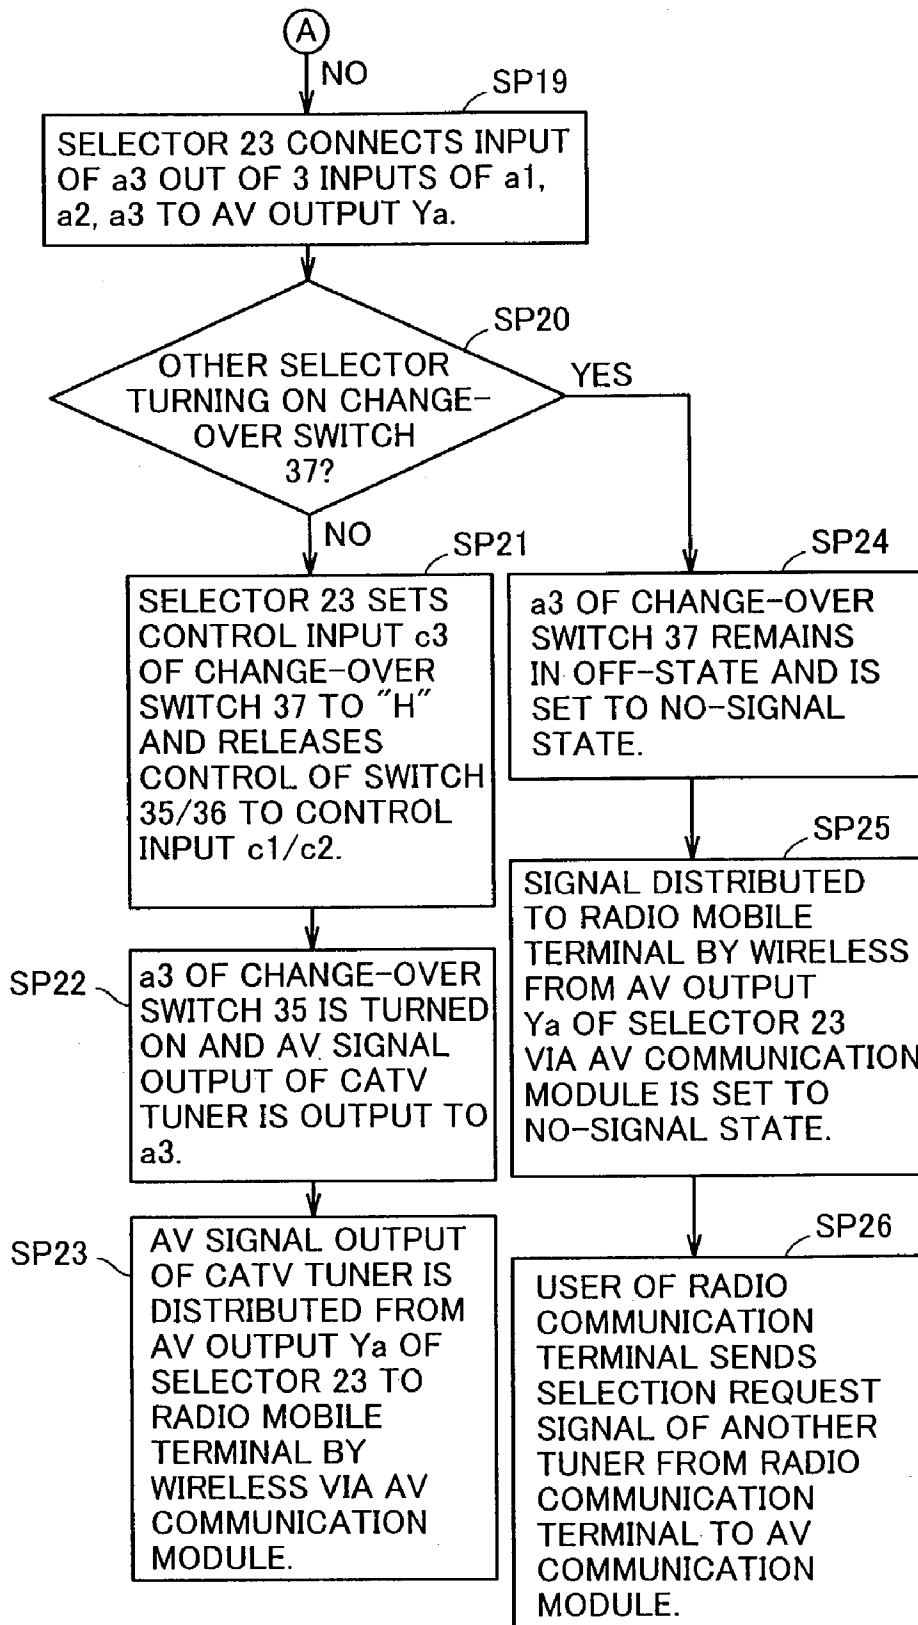 A
NO
SP19
SELECTOR 23 CONNECTS INPUT
OF a3 OUT OF 3 INPUTS OF a1,
a2, a3 TO AV OUTPUT Ya.
SP20
OTHER SELECTOR
TURNING ON CHANGE-
OVER SWITCH
37?
YES
NO
SP21
SELECTOR 23 SETS
CONTROL INPUT c3
OF CHANGE-OVER
SWITCH 37 TO "H"
AND RELEASES
CONTROL OF SWITCH
35/36 TO CONTROL
INPUT c1/c2.
SP22
a3 OF CHANGE-OVER
SWITCH 35 IS TURNED
ON AND AV SIGNAL
OUTPUT OF CATV
TUNER IS OUTPUT TO
a3.
SP23
AV SIGNAL OUTPUT
OF CATV TUNER IS
DISTRIBUTED FROM
AV OUTPUT Ya OF
SELECTOR 23 TO
RADIO MOBILE
TERMINAL BY
WIRELESS VIA AV
COMMUNICATION
MODULE.
SP24
a3 OF CHANGE-OVER
SWITCH 37 REMAINS
IN OFF-STATE AND IS
SET TO NO-SIGNAL
STATE.
SP25
SIGNAL DISTRIBUTED
TO RADIO MOBILE
TERMINAL BY WIRELESS
FROM AV OUTPUT
Ya OF SELECTOR 23
VIA AV COMMUNICATION
MODULE IS SET TO
NO-SIGNAL STATE.
SP26
USER OF RADIO
COMMUNICATION
TERMINAL SENDS
SELECTION REQUEST
SIGNAL OF ANOTHER
TUNER FROM RADIO
COMMUNICATION
TERMINAL TO AV
COMMUNICATION
MODULE.